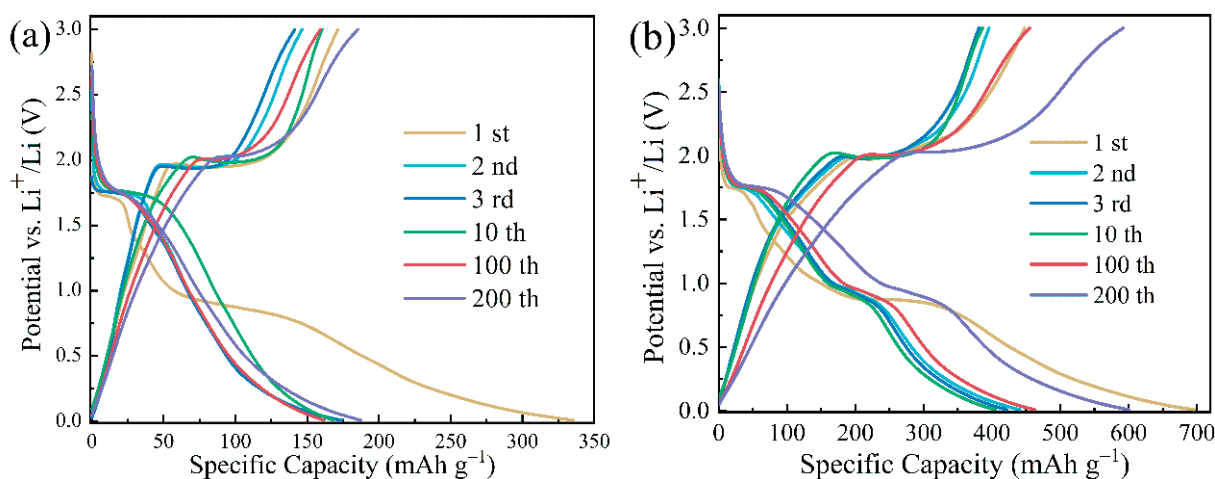 (a)
Potential vs. Li⁺/Li (V)
3.0
2.5
2.0
1.5
1.0
0.5
0.0
1 st
2 nd
3 rd
10 th
100 th
200 th
0 50 100 150 200 250 300 350
Specific Capacity (mAh g⁻¹)
(b)
Potential vs. Li⁺/Li (V)
3.0
2.5
2.0
1.5
1.0
0.5
0.0
1 st
2 nd
3 rd
10 th
100 th
200 th
0 100 200 300 400 500 600 700
Specific Capacity (mAh g⁻¹)